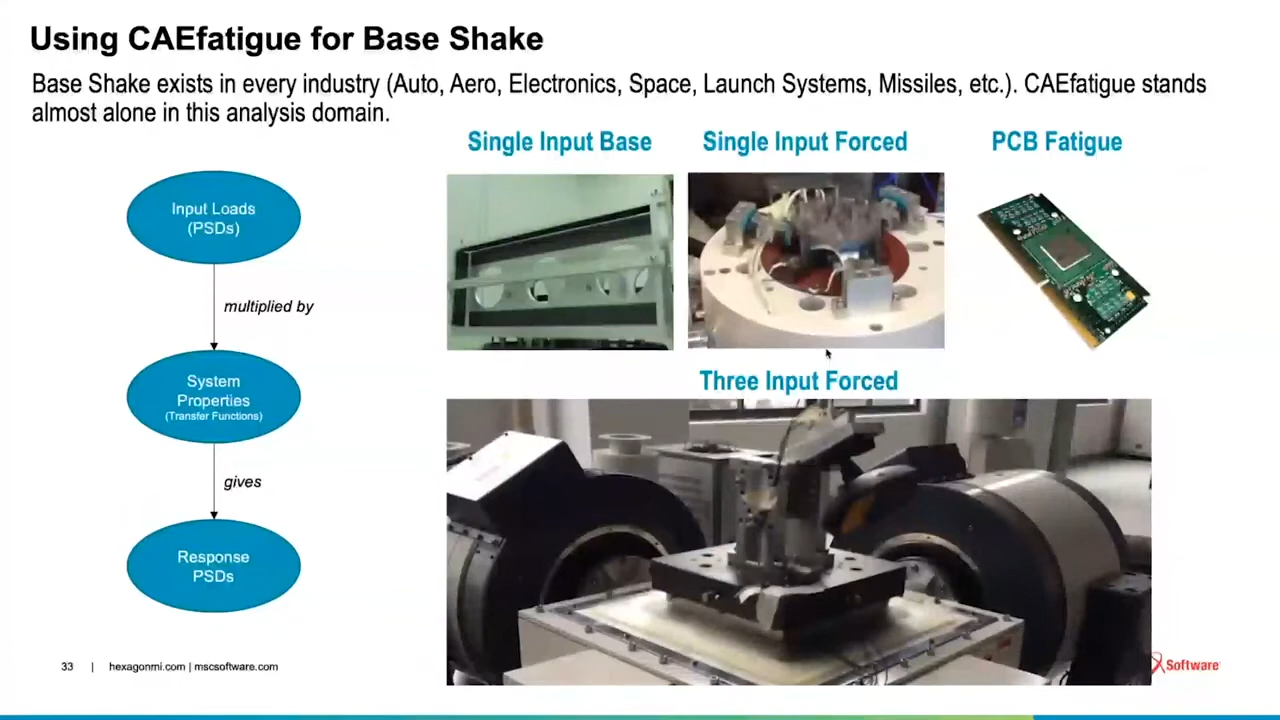 Using CAEfatigue for Base Shake
Base Shake exists in every industry (Auto, Aero, Electronics, Space, Launch Systems, Missiles, etc.). CAEfatigue stands
almost alone in this analysis domain.
Single Input Base
Single Input Forced
PCB Fatigue
Input Loads
(PSDs)
multiplied by
System
Properties
(Transfer Functions)
gives
Response
PSDs
Three Input Forced
33 | hexagonmi.com | mscsoftware.com
Software